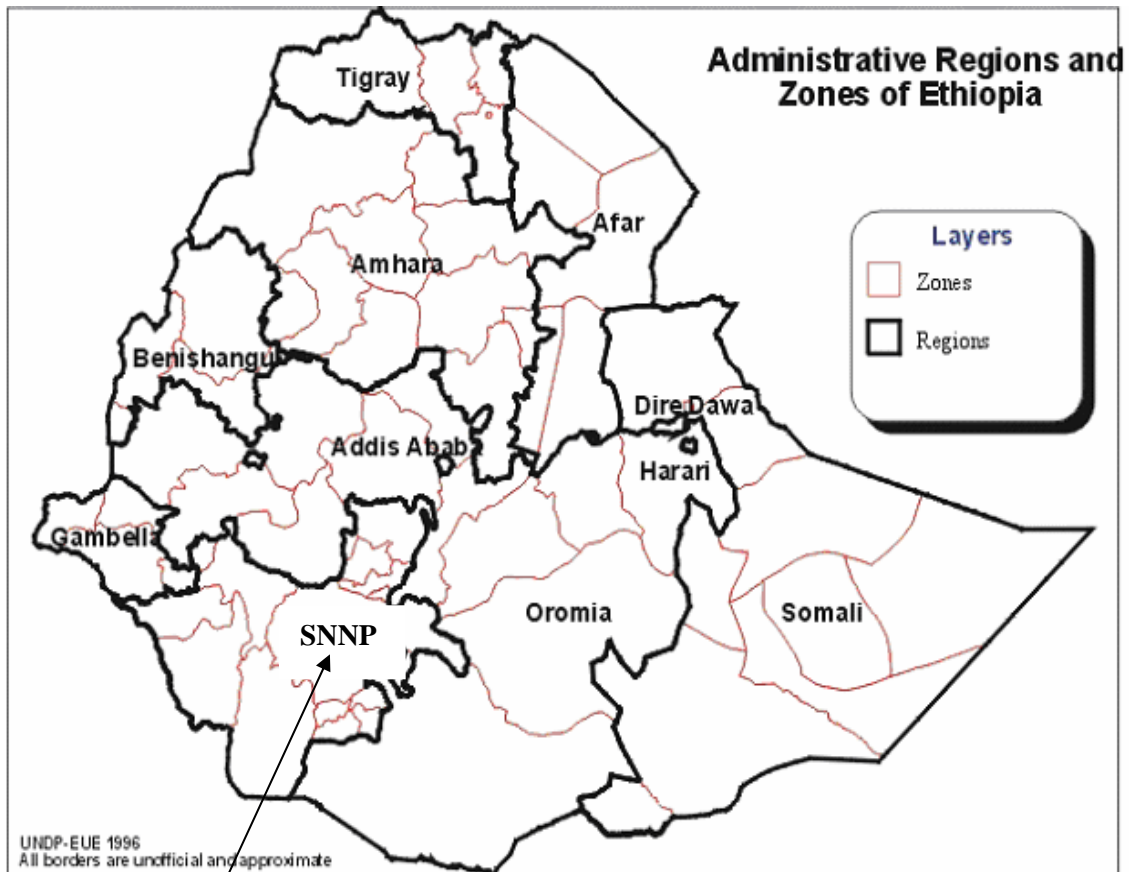 Administrative Regions and
Zones of Ethiopia
Tigray
Afar
Layers
Amhara
Zones
Regions
Benishangu
Dire Dawa
Addis Abab
Harari
Gambella
Oromia
Somali
SNNP
UNDP-EUE 1996
All borders are unofficial and approximate